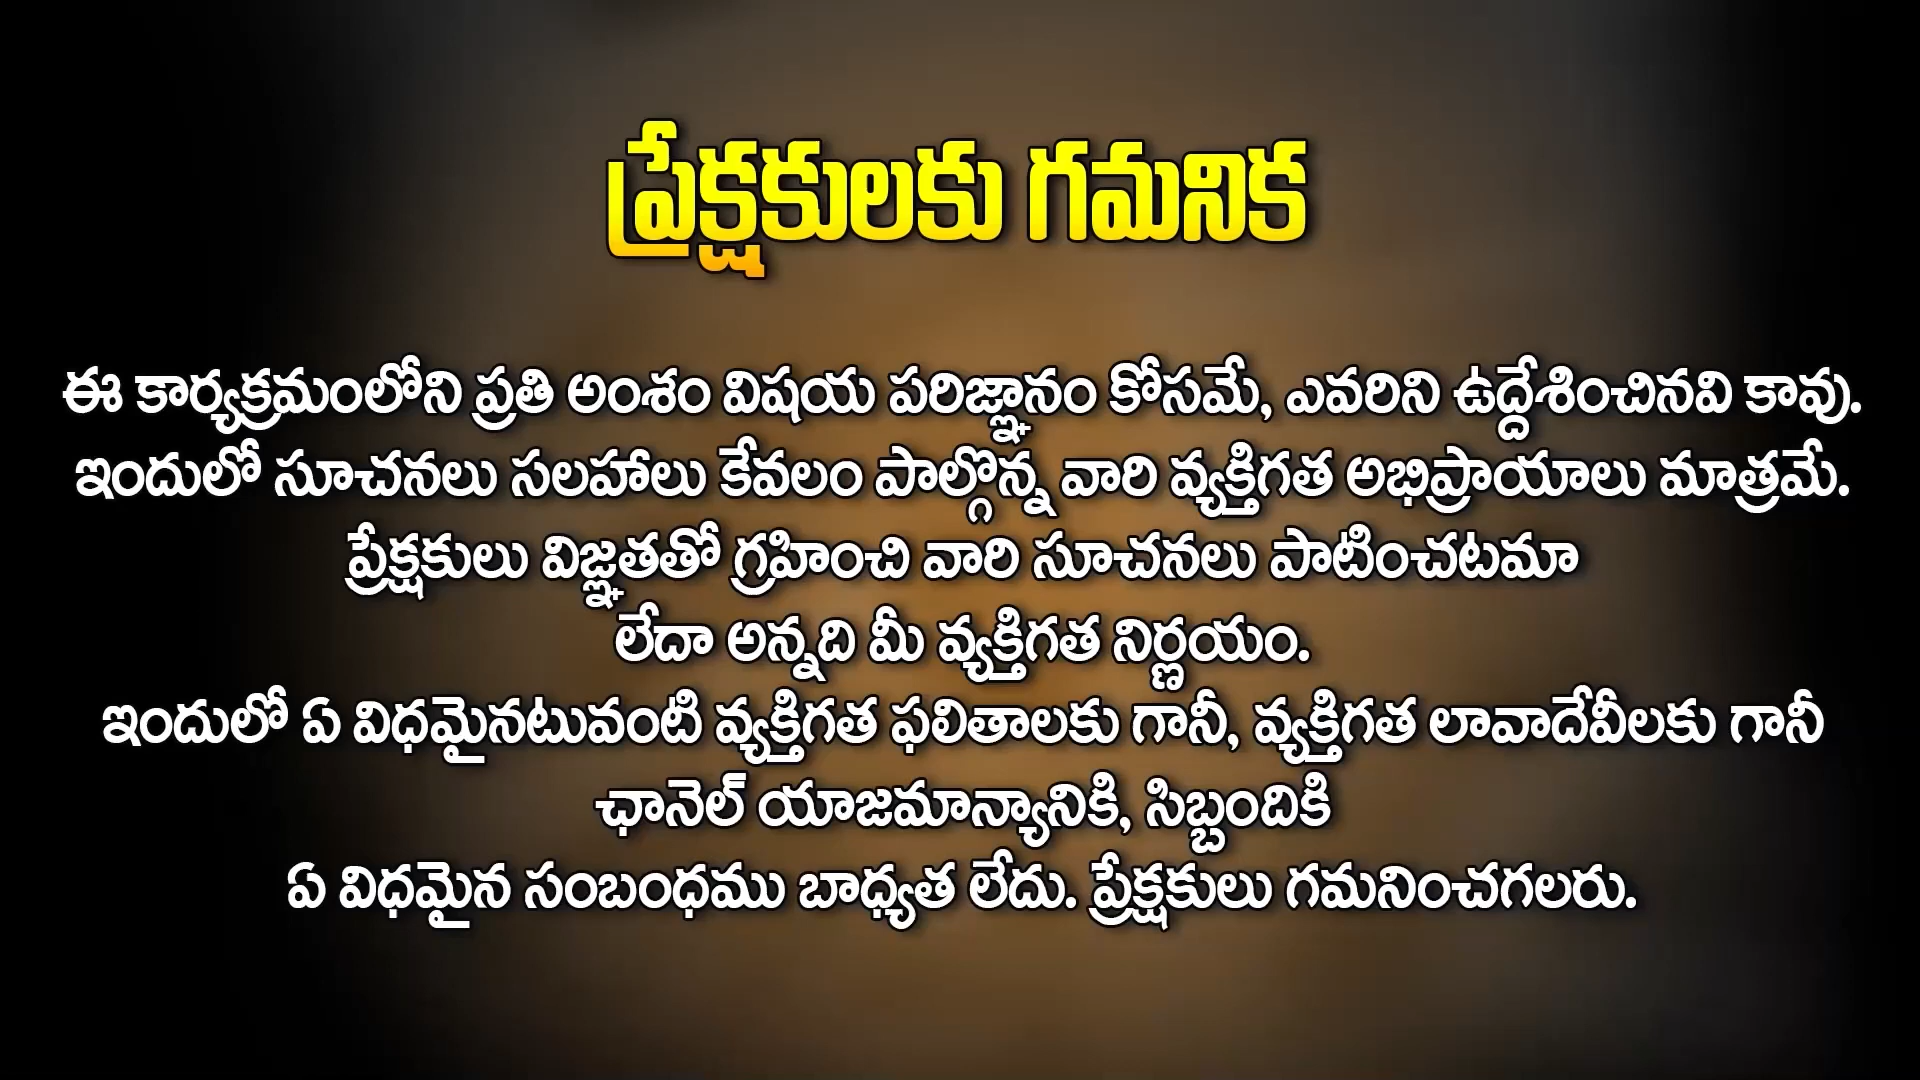 ప్రేక్షకులకు గమనిక
ఈ కార్యక్రమంలోని ప్రతి అంశం విషయ పరిజ్ఞానం కోసమే, ఎవరిని ఉద్దేశించినవి కావు.
ఇందులో సూచనలు సలహాలు కేవలం పాల్గొన్న వారి వ్యక్తిగత అభిప్రాయాలు మాత్రమే.
ప్రేక్షకులు విజ్ఞతతో గ్రహించి వారి సూచనలు పాటించటమా
లేదా అన్నది మీ వ్యక్తిగత నిర్ణయం.
ఇందులో ఏ విధమైనటువంటి వ్యక్తిగత ఫలితాలకు గానీ, వ్యక్తిగత లావాదేవీలకు గానీ
ఛానెల్ యాజమాన్యానికి, సిబ్బందికి
ఏ విధమైన సంబంధము బాధ్యత లేదు. ప్రేక్షకులు గమనించగలరు.